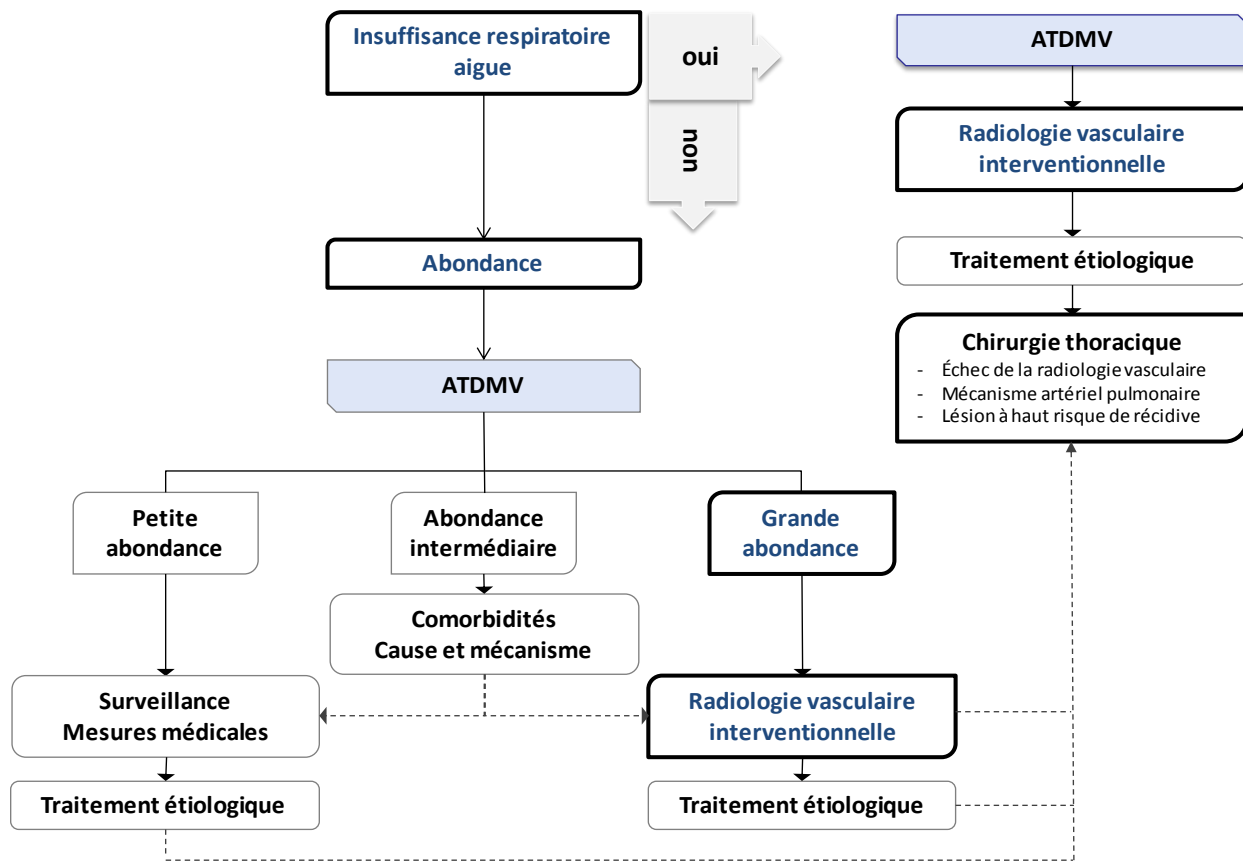 Insuffisance respiratoire
aigue
oui
non
Abondance
ATDMV
Petite
abondance
Abondance
intermédiaire
Grande
abondance
Comorbidités
Cause et mécanisme
Surveillance
Mesures médicales
Radiologie vasculaire
interventionnelle
Traitement étiologique
Traitement étiologique
ATDMV
Radiologie vasculaire
interventionnelle
Traitement étiologique
Chirurgie thoracique
- Échec de la radiologie vasculaire
- Mécanisme artériel pulmonaire
- Lésion à haut risque de récidive